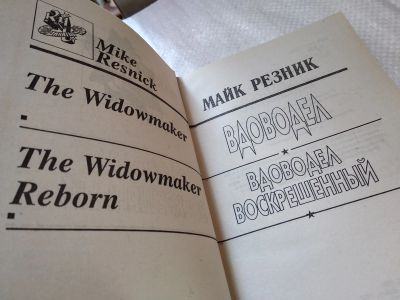 Mike
Resnick
The Widowmaker
The Widowmaker
Reborn
МАЙК РЕЗНИК
ВДОВОДЕЛ
ВДОВОДЕЛ
ВОСКРЕШЕННЫЙ